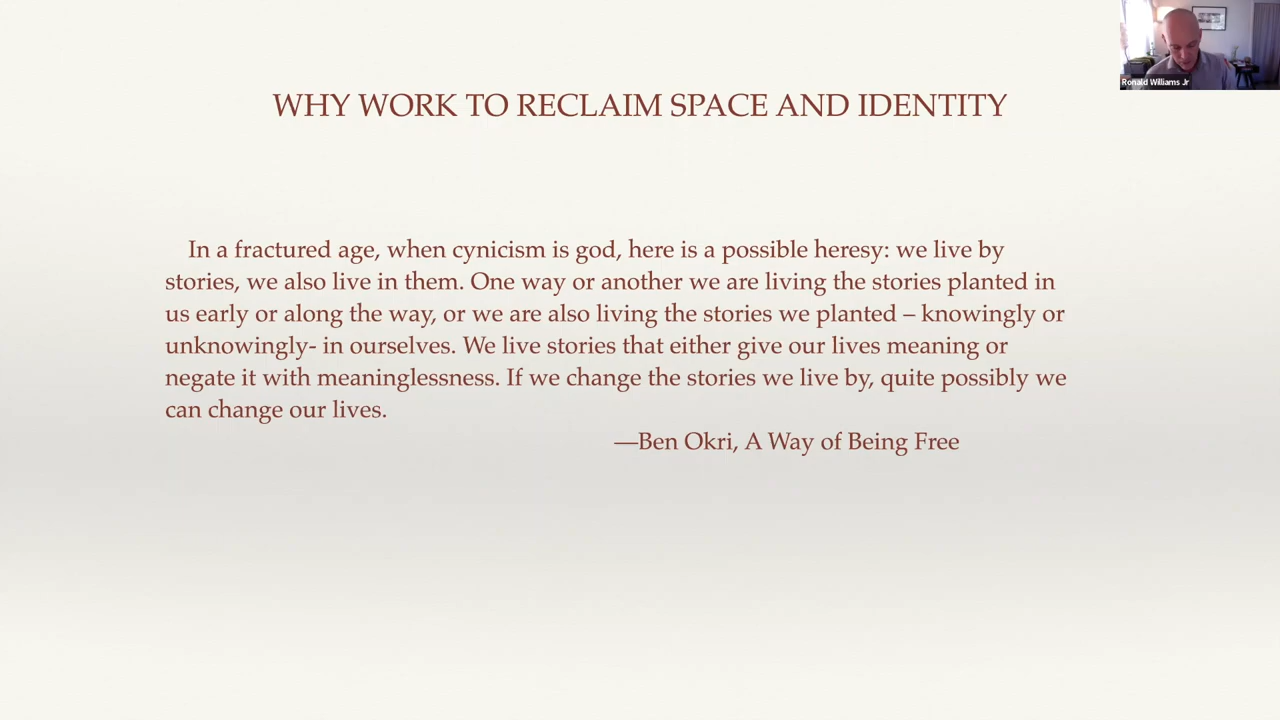 Ronald Williams Jr
WHY WORK TO RECLAIM SPACE AND IDENTITY
In a fractured age, when cynicism is god, here is a possible heresy: we live by
stories, we also live in them. One way or another we are living the stories planted in
us early or along the way, or we are also living the stories we planted – knowingly or
unknowingly- in ourselves. We live stories that either give our lives meaning or
negate it with meaninglessness. If we change the stories we live by, quite possibly we
can change our lives.
—Ben Okri, A Way of Being Free